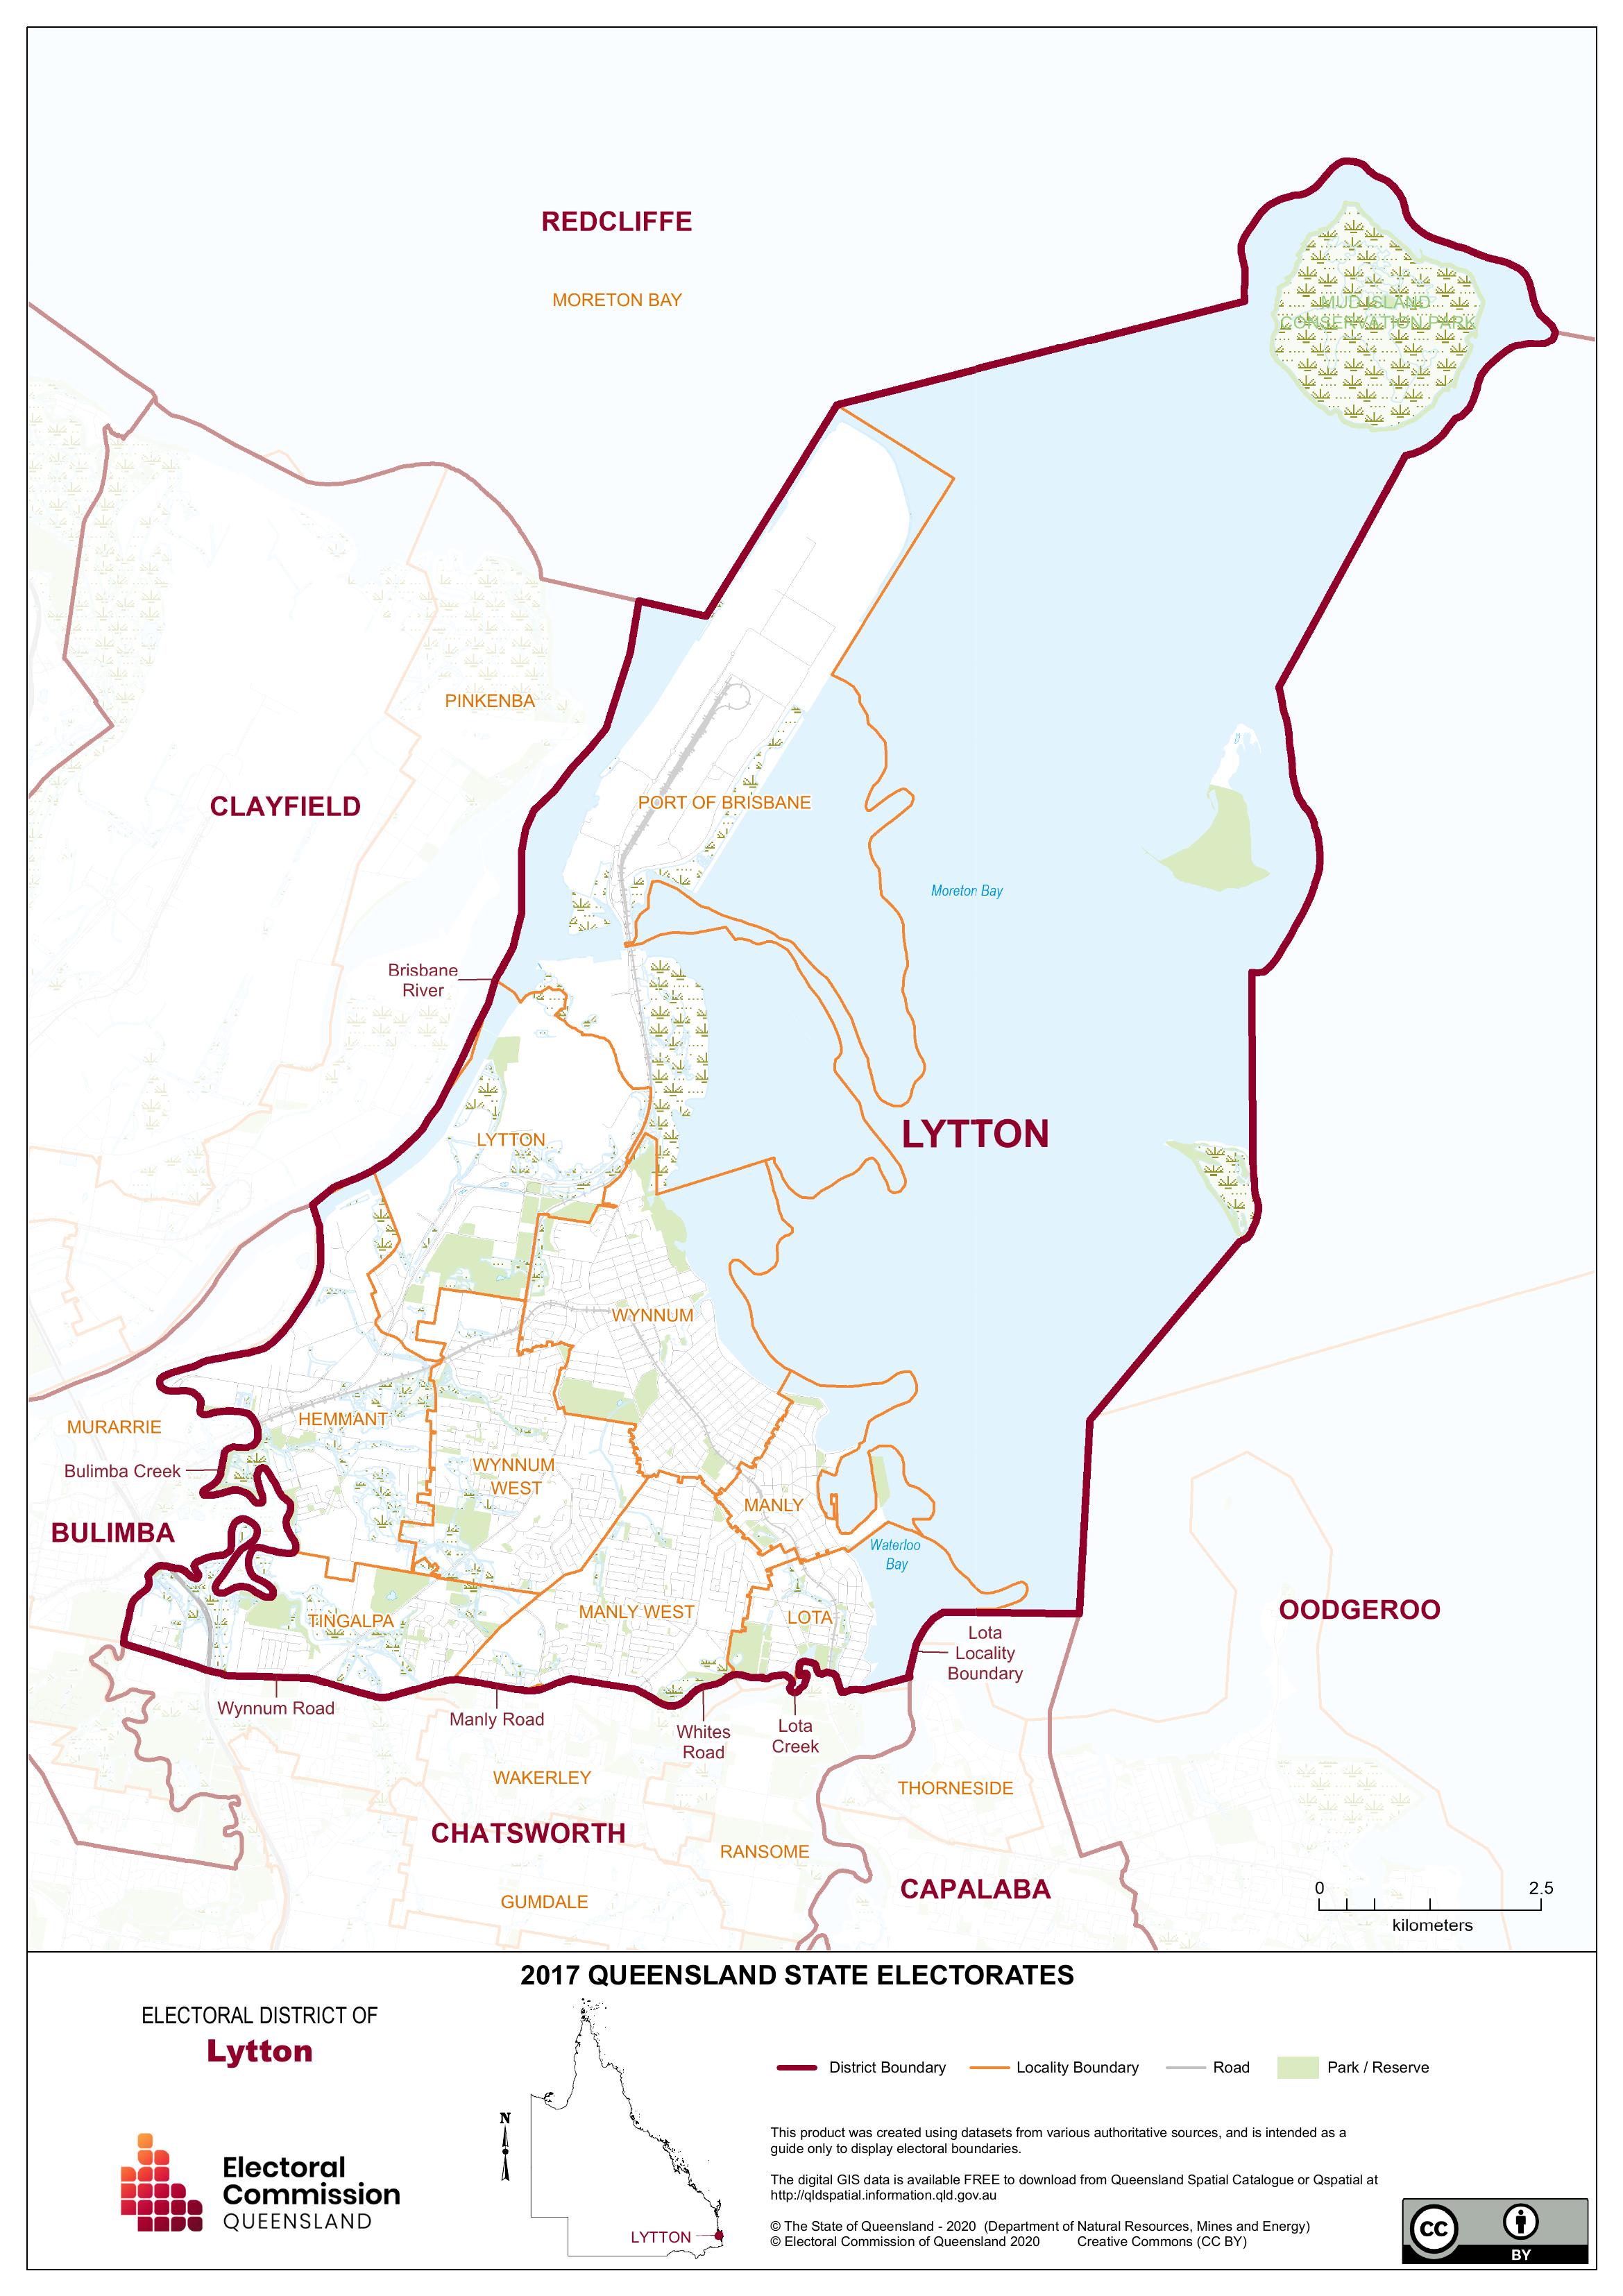 REDCLIFFE
MORETON BAY
MUD ISLAND
CONSERVATION PARK
PINKENBA
CLAYFIELD
PORT OF BRISBANE
Moreton Bay
Brisbane
River
LYTTON
LYTTON
WYNNUM
MURARRIE
HEMMANT
Bulimba Creek
WYNNUM
WEST
MANLY
BULIMBA
Waterloo
Bay
TINGALPA
MANLY WEST
LOTA
OODGEROO
Lota
Locality
Boundary
Wynnum Road
Manly Road
Whites
Road
Lota
Creek
WAKERLEY
THORNESIDE
CHATSWORTH
RANSOME
CAPALABA
GUMDALE
0 2.5
kilometers
2017 QUEENSLAND STATE ELECTORATES
ELECTORAL DISTRICT OF
Lytton
District Boundary
Locality Boundary
Road
Park / Reserve
N
LYTTON
Electoral
Commission
QUEENSLAND
This product was created using datasets from various authoritative sources, and is intended as a
guide only to display electoral boundaries.
The digital GIS data is available FREE to download from Queensland Spatial Catalogue or Qspatial at
http://qldspatial.information.qld.gov.au
© The State of Queensland - 2020 (Department of Natural Resources, Mines and Energy)
© Electoral Commission of Queensland 2020 Creative Commons (CC BY)
CC
BY